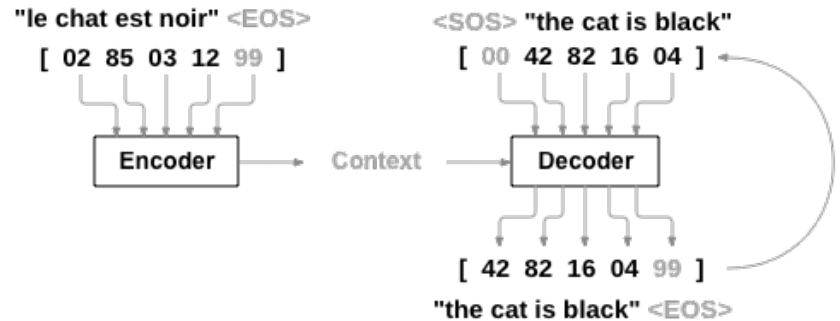 "le chat est noir" <EOS>
[ 02 85 03 12 99 ]
Encoder
Context
<SOS> "the cat is black"
[ 00 42 82 16 04 ]
Decoder
[ 42 82 16 04 99 ]
"the cat is black" <EOS>